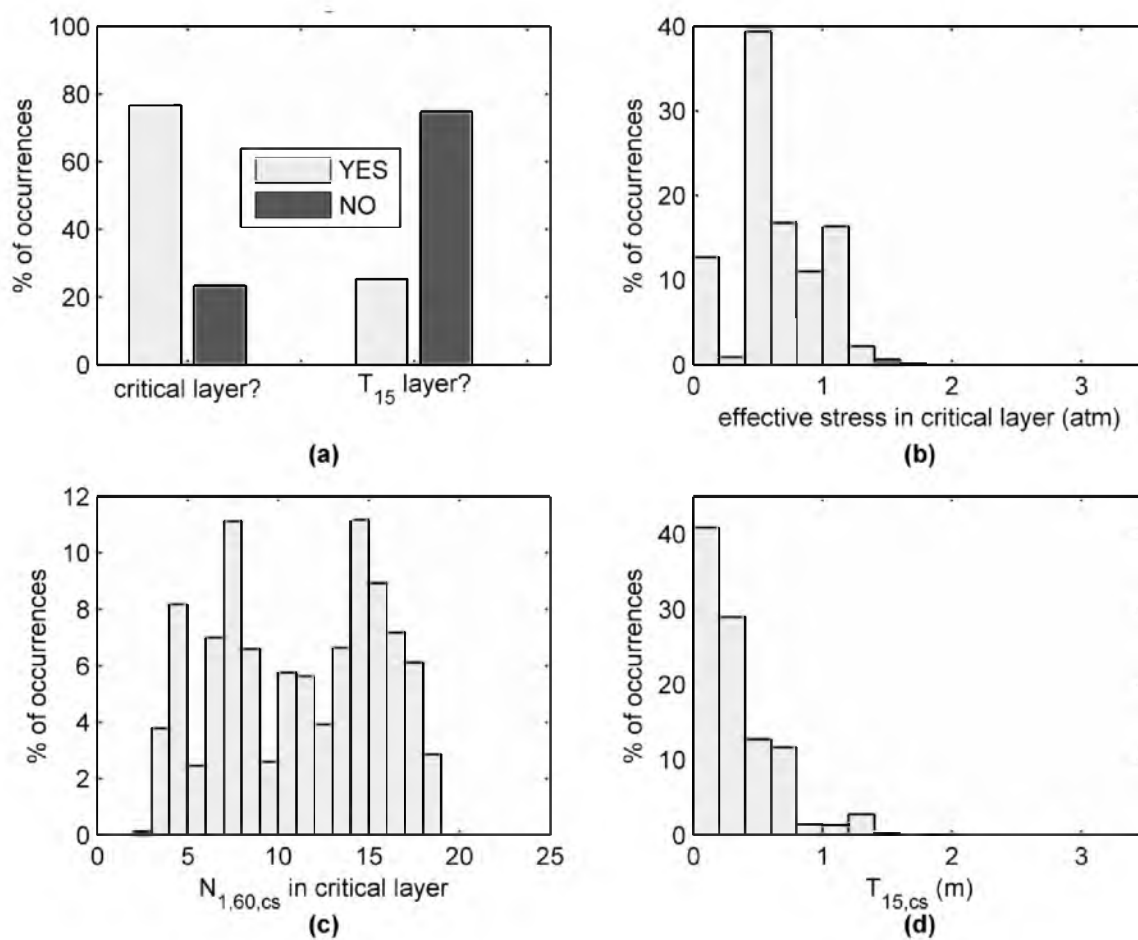 100
80
60
40
20
0
% of occurrences
YES
NO
critical layer?
T15 layer?
(a)
40
30
20
10
0
% of occurrences
0 1 2 3
effective stress in critical layer (atm)
(b)
12
10
8
6
4
2
0
% of occurrences
0 5 10 15 20 25
N1,60,cs in critical layer
(c)
40
30
20
10
0
% of occurrences
0 1 2 3
T15,cs (m)
(d)